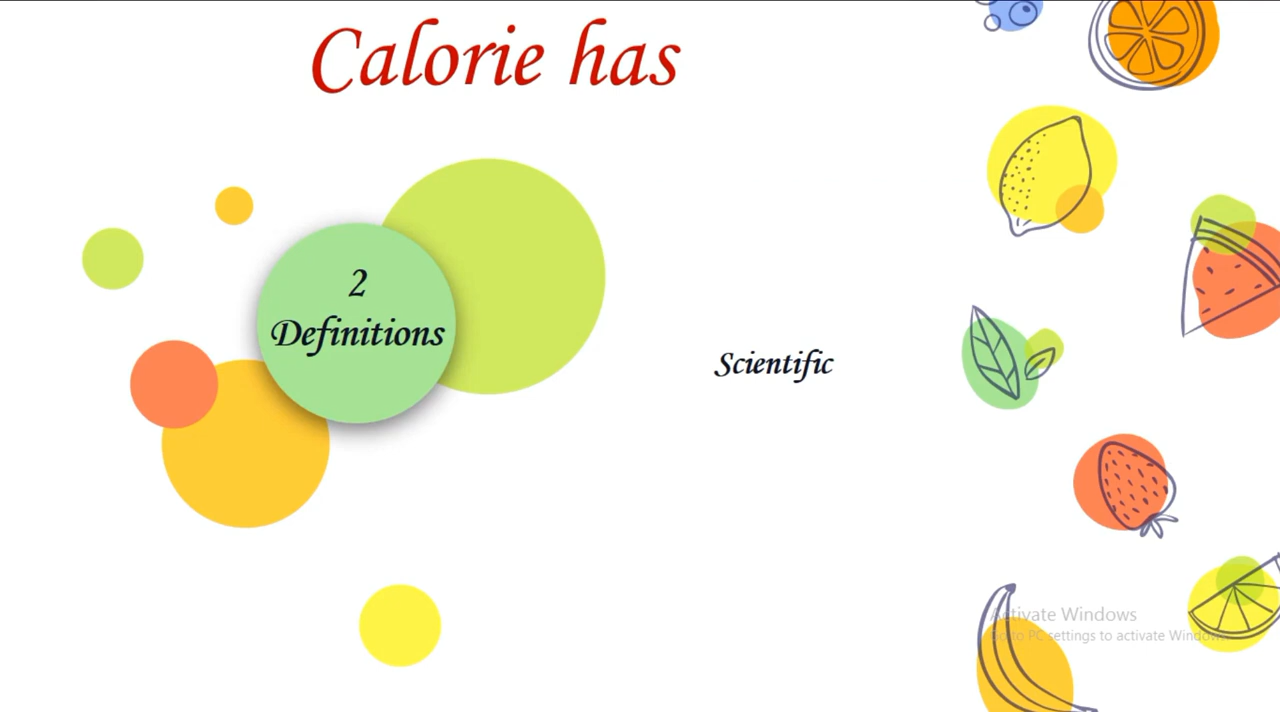 Calorie has
2
Definitions
Scientific
Activate Windows
Go to PC settings to activate Windows.